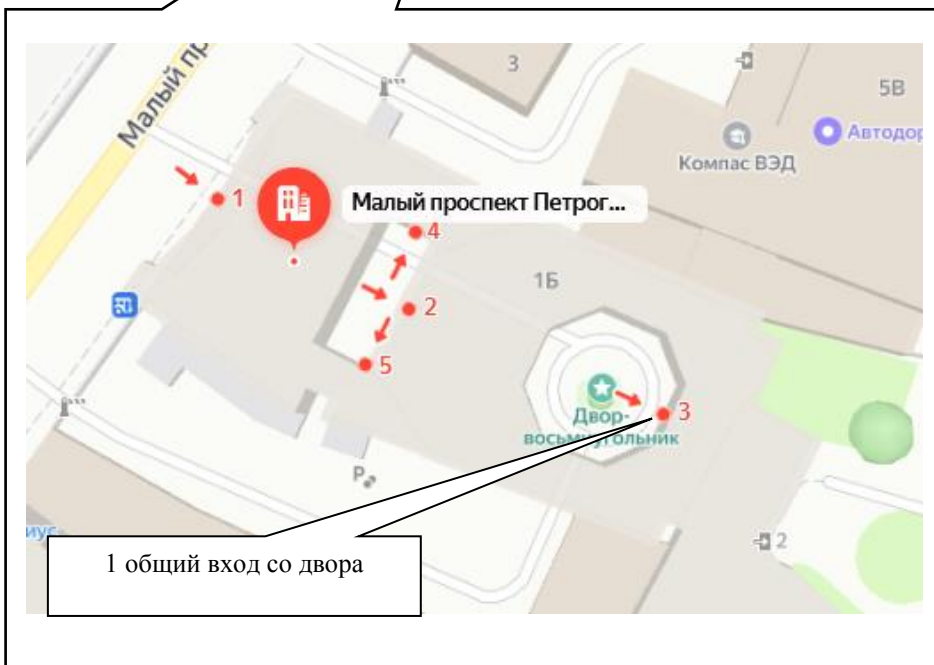 Малый пр
3
5В
Автодор
Компас ВЭД
1
Малый проспект Петрог...
4
1Б
2
5
3
Двор-
восьмиугольник
P
иус-
2
1 общий вход со двора